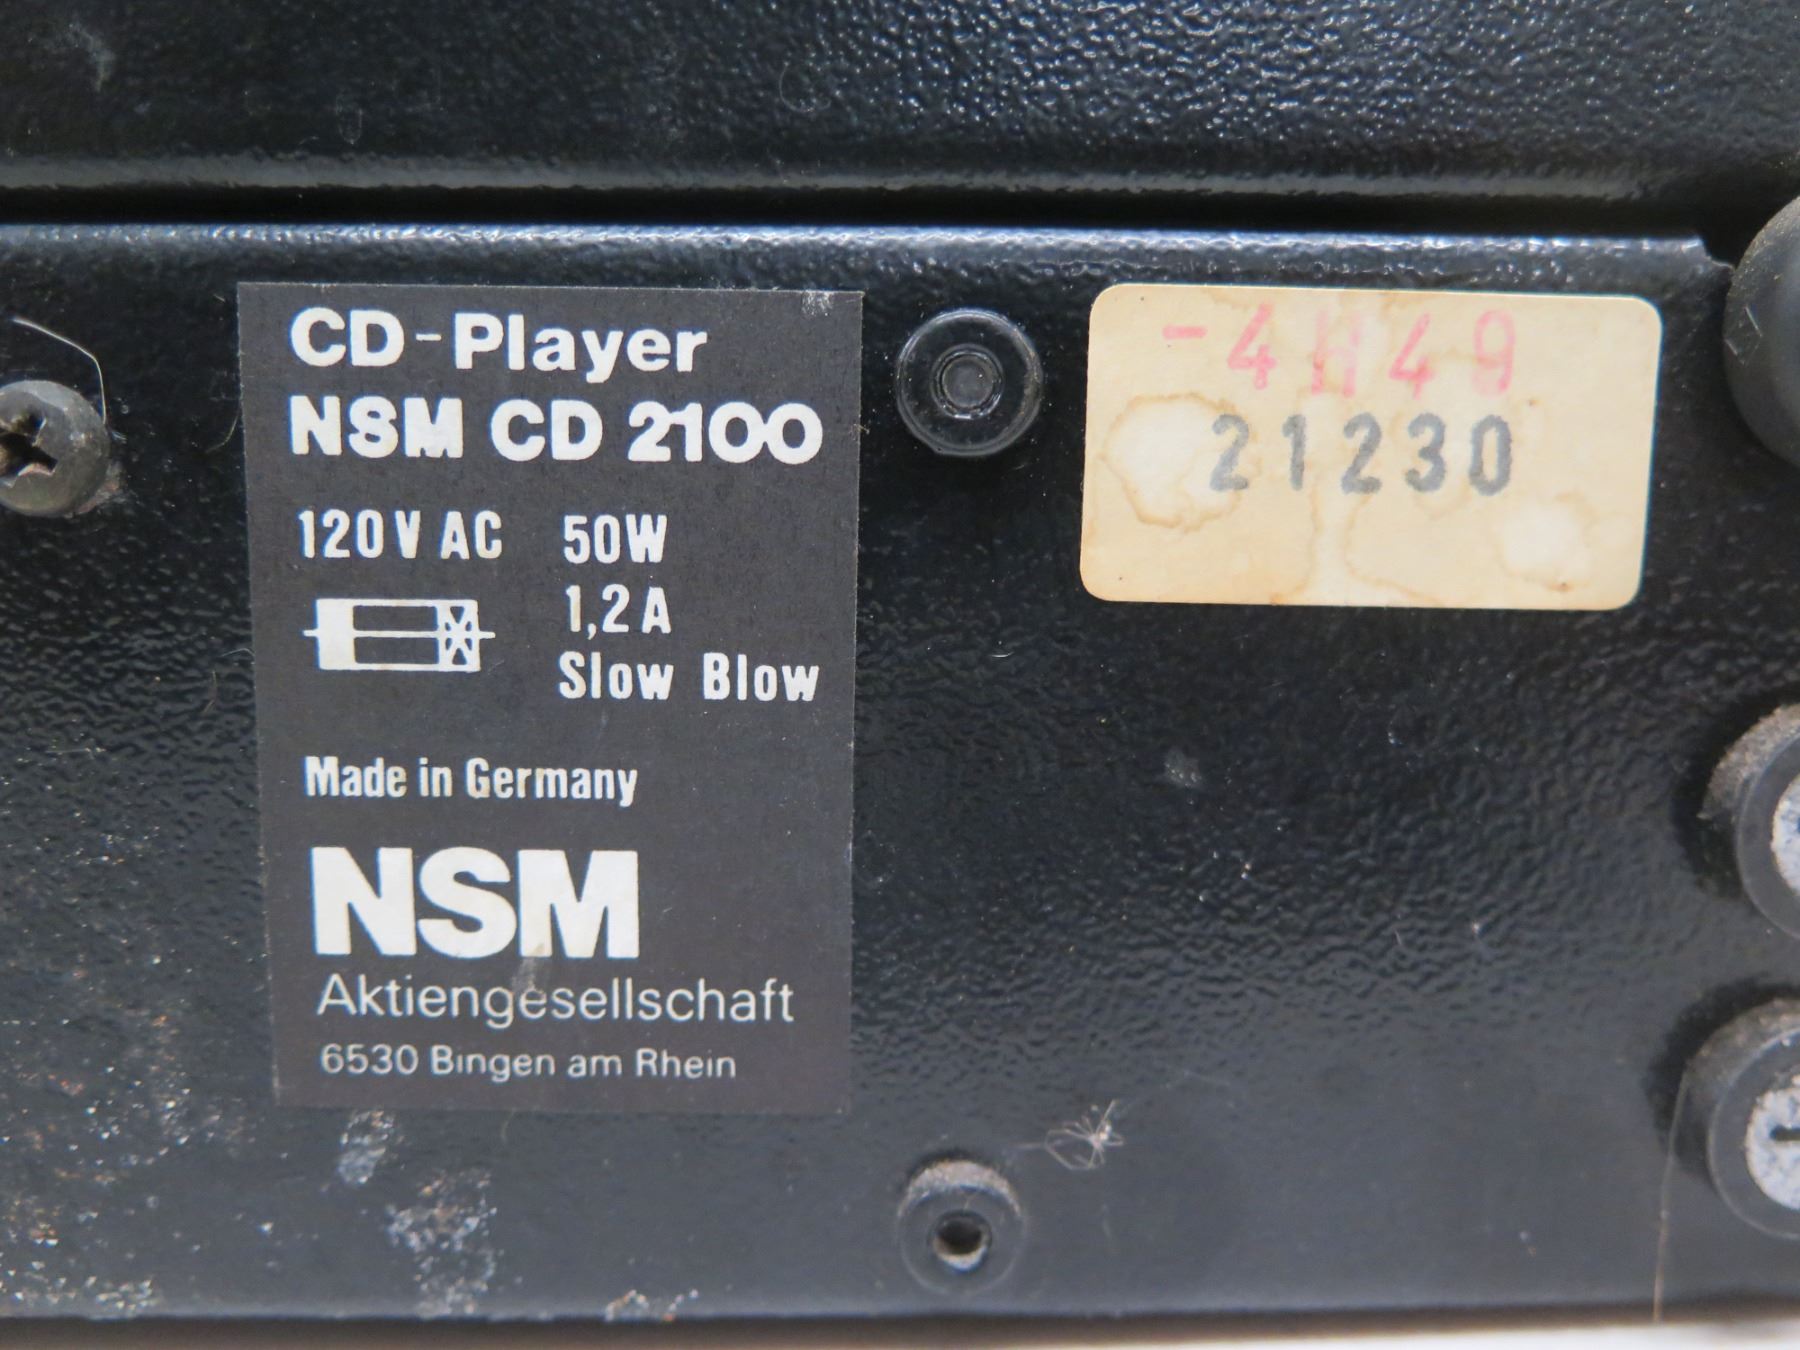 CD-Player
NSM CD 2100
120V AC 50W
1,2A
Slow Blow
Made in Germany
NSM
Aktiengesellschaft
6530 Bingen am Rhein
-4H49
21230